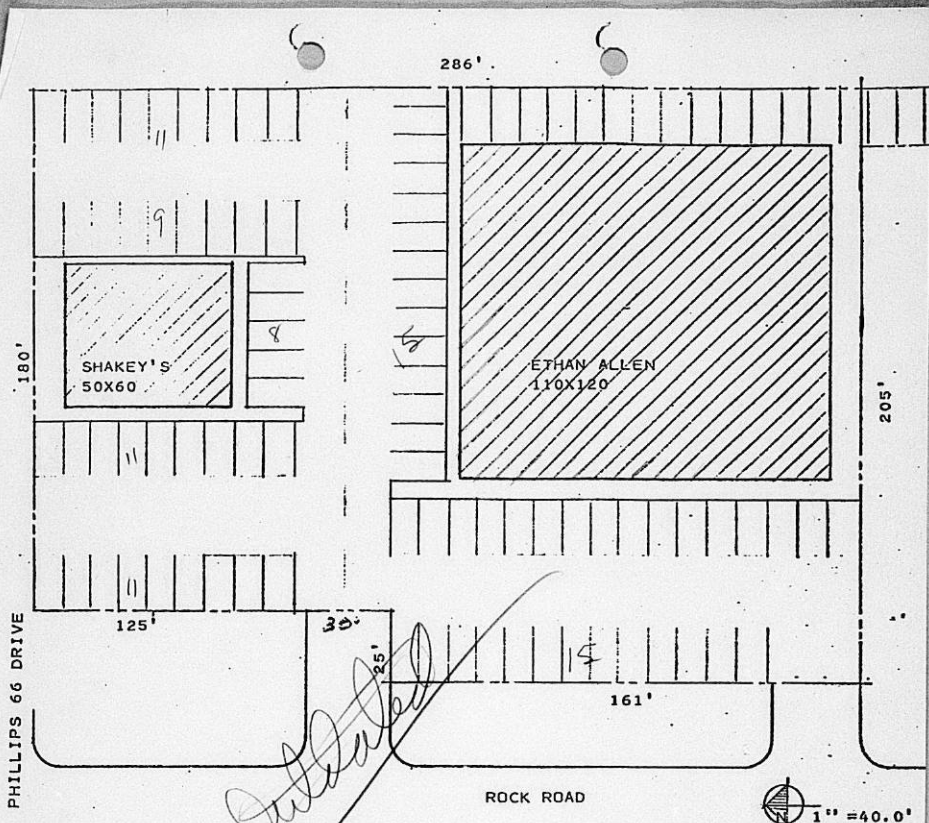 286'
11
9
180'
SHAKEY'S
50X60
8
15
ETHAN ALLEN
110X120
205'
11
11
125'
30'
25'
15
161'
PHILLIPS 66 DRIVE
Outdated
ROCK ROAD
N
1" =40.0'